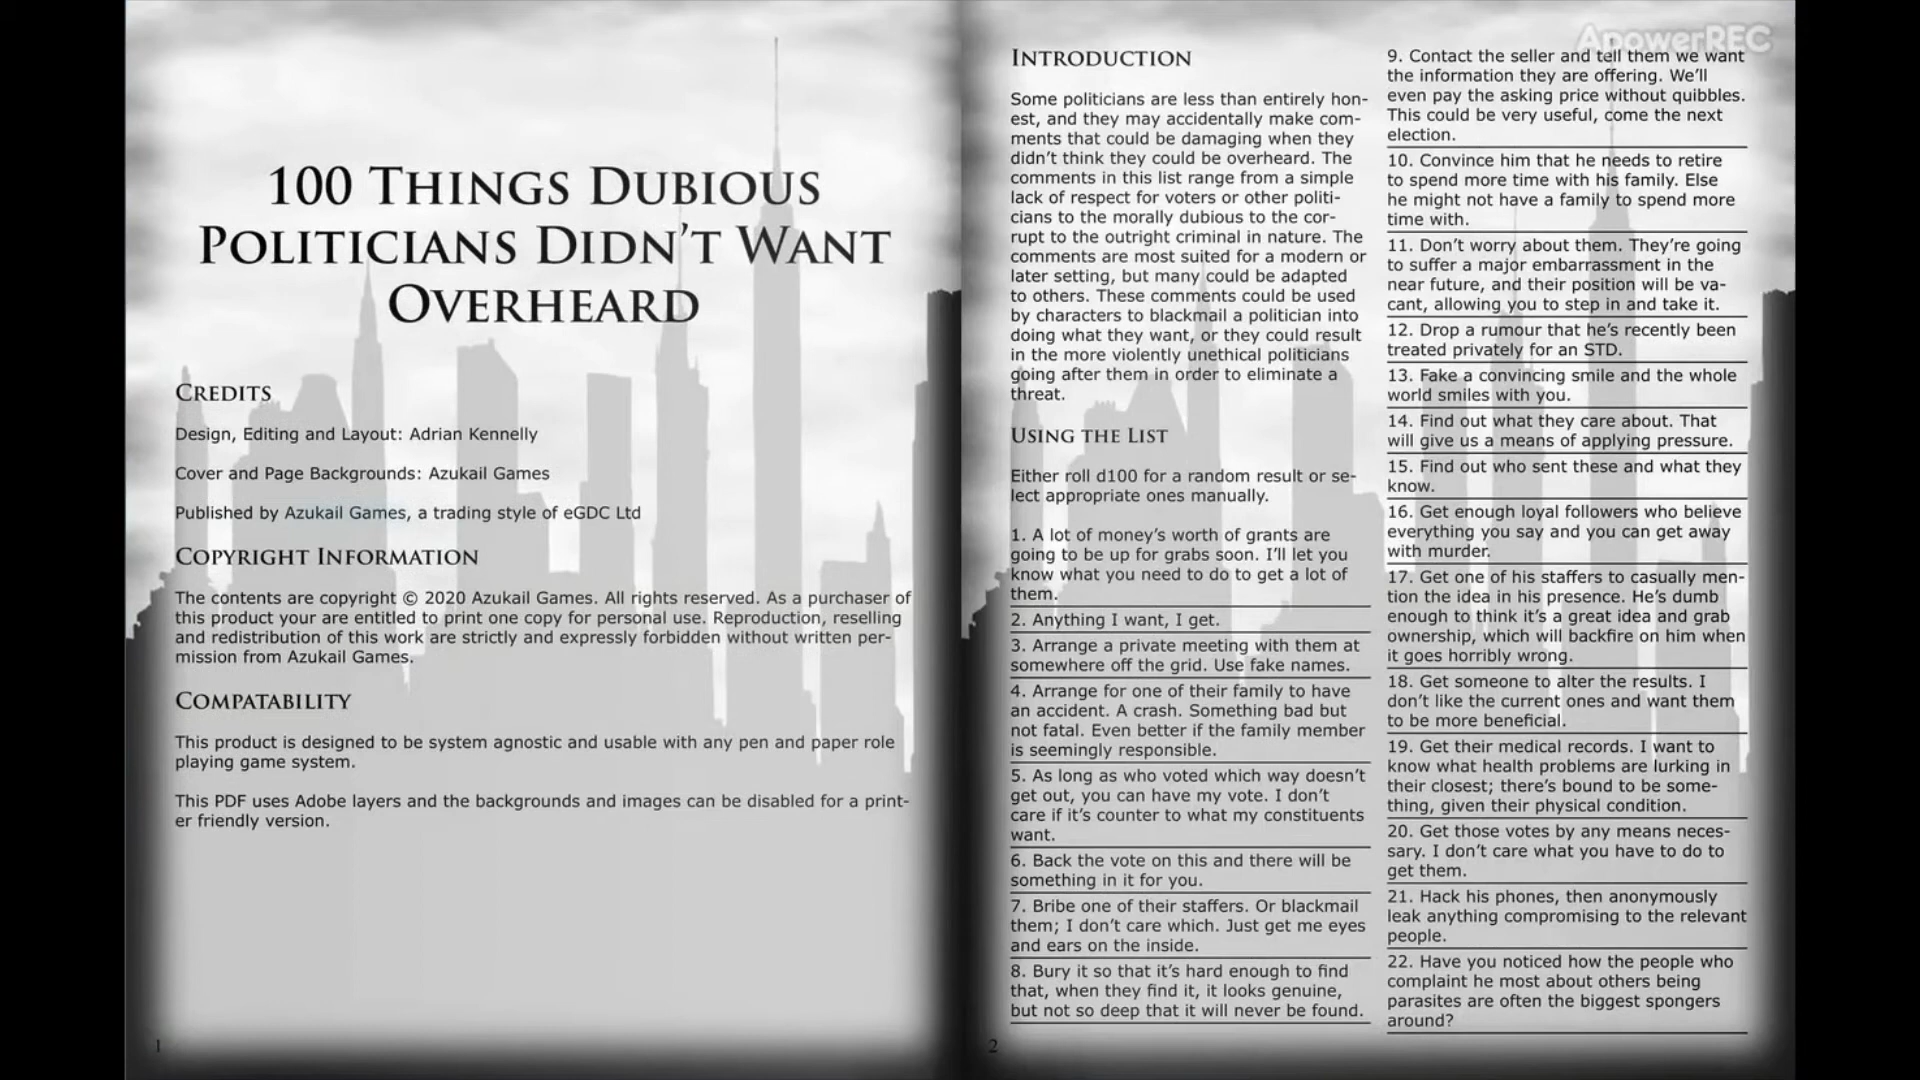 100 Things Dubious
Politicians Didn't Want
Overheard
Credits
Design, Editing and Layout: Adrian Kennelly
Cover and Page Backgrounds: Azukail Games
Published by Azukail Games, a trading style of eGDC Ltd
Copyright Information
The contents are copyright © 2020 Azukail Games. All rights reserved. As a purchaser of
this product your are entitled to print one copy for personal use. Reproduction, reselling
and redistribution of this work are strictly and expressly forbidden without written per-
mission from Azukail Games.
Compatability
This product is designed to be system agnostic and usable with any pen and paper role
playing game system.
This PDF uses Adobe layers and the backgrounds and images can be disabled for a print-
er friendly version.
1
Introduction
Some politicians are less than entirely hon-
est, and they may accidentally make com-
ments that could be damaging when they
didn't think they could be overheard. The
comments in this list range from a simple
lack of respect for voters or other politi-
cians to the morally dubious to the cor-
rupt to the outright criminal in nature. The
comments are most suited for a modern or
later setting, but many could be adapted
to others. These comments could be used
by characters to blackmail a politician into
doing what they want, or they could result
in the more violently unethical politicians
going after them in order to eliminate a
threat.
Using the List
Either roll d100 for a random result or se-
lect appropriate ones manually.
1. A lot of money's worth of grants are
going to be up for grabs soon. I'll let you
know what you need to do to get a lot of
them.
2. Anything I want, I get.
3. Arrange a private meeting with them at
somewhere off the grid. Use fake names.
4. Arrange for one of their family to have
an accident. A crash. Something bad but
not fatal. Even better if the family member
is seemingly responsible.
5. As long as who voted which way doesn't
get out, you can have my vote. I don't
care if it's counter to what my constituents
want.
6. Back the vote on this and there will be
something in it for you.
7. Bribe one of their staffers. Or blackmail
them; I don't care which. Just get me eyes
and ears on the inside.
8. Bury it so that it's hard enough to find
that, when they find it, it looks genuine,
but not so deep that it will never be found.
2
ApowerREC
9. Contact the seller and tell them we want
the information they are offering. We'll
even pay the asking price without quibbles.
This could be very useful, come the next
election.
10. Convince him that he needs to retire
to spend more time with his family. Else
he might not have a family to spend more
time with.
11. Don't worry about them. They're going
to suffer a major embarrassment in the
near future, and their position will be va-
cant, allowing you to step in and take it.
12. Drop a rumour that he's recently been
treated privately for an STD.
13. Fake a convincing smile and the whole
world smiles with you.
14. Find out what they care about. That
will give us a means of applying pressure.
15. Find out who sent these and what they
know.
16. Get enough loyal followers who believe
everything you say and you can get away
with murder.
17. Get one of his staffers to casually men-
tion the idea in his presence. He's dumb
enough to think it's a great idea and grab
ownership, which will backfire on him when
it goes horribly wrong.
18. Get someone to alter the results. I
don't like the current ones and want them
to be more beneficial.
19. Get their medical records. I want to
know what health problems are lurking in
their closest; there's bound to be some-
thing, given their physical condition.
20. Get those votes by any means neces-
sary. I don't care what you have to do to
get them.
21. Hack his phones, then anonymously
leak anything compromising to the relevant
people.
22. Have you noticed how the people who
complaint he most about others being
parasites are often the biggest spongers
around?